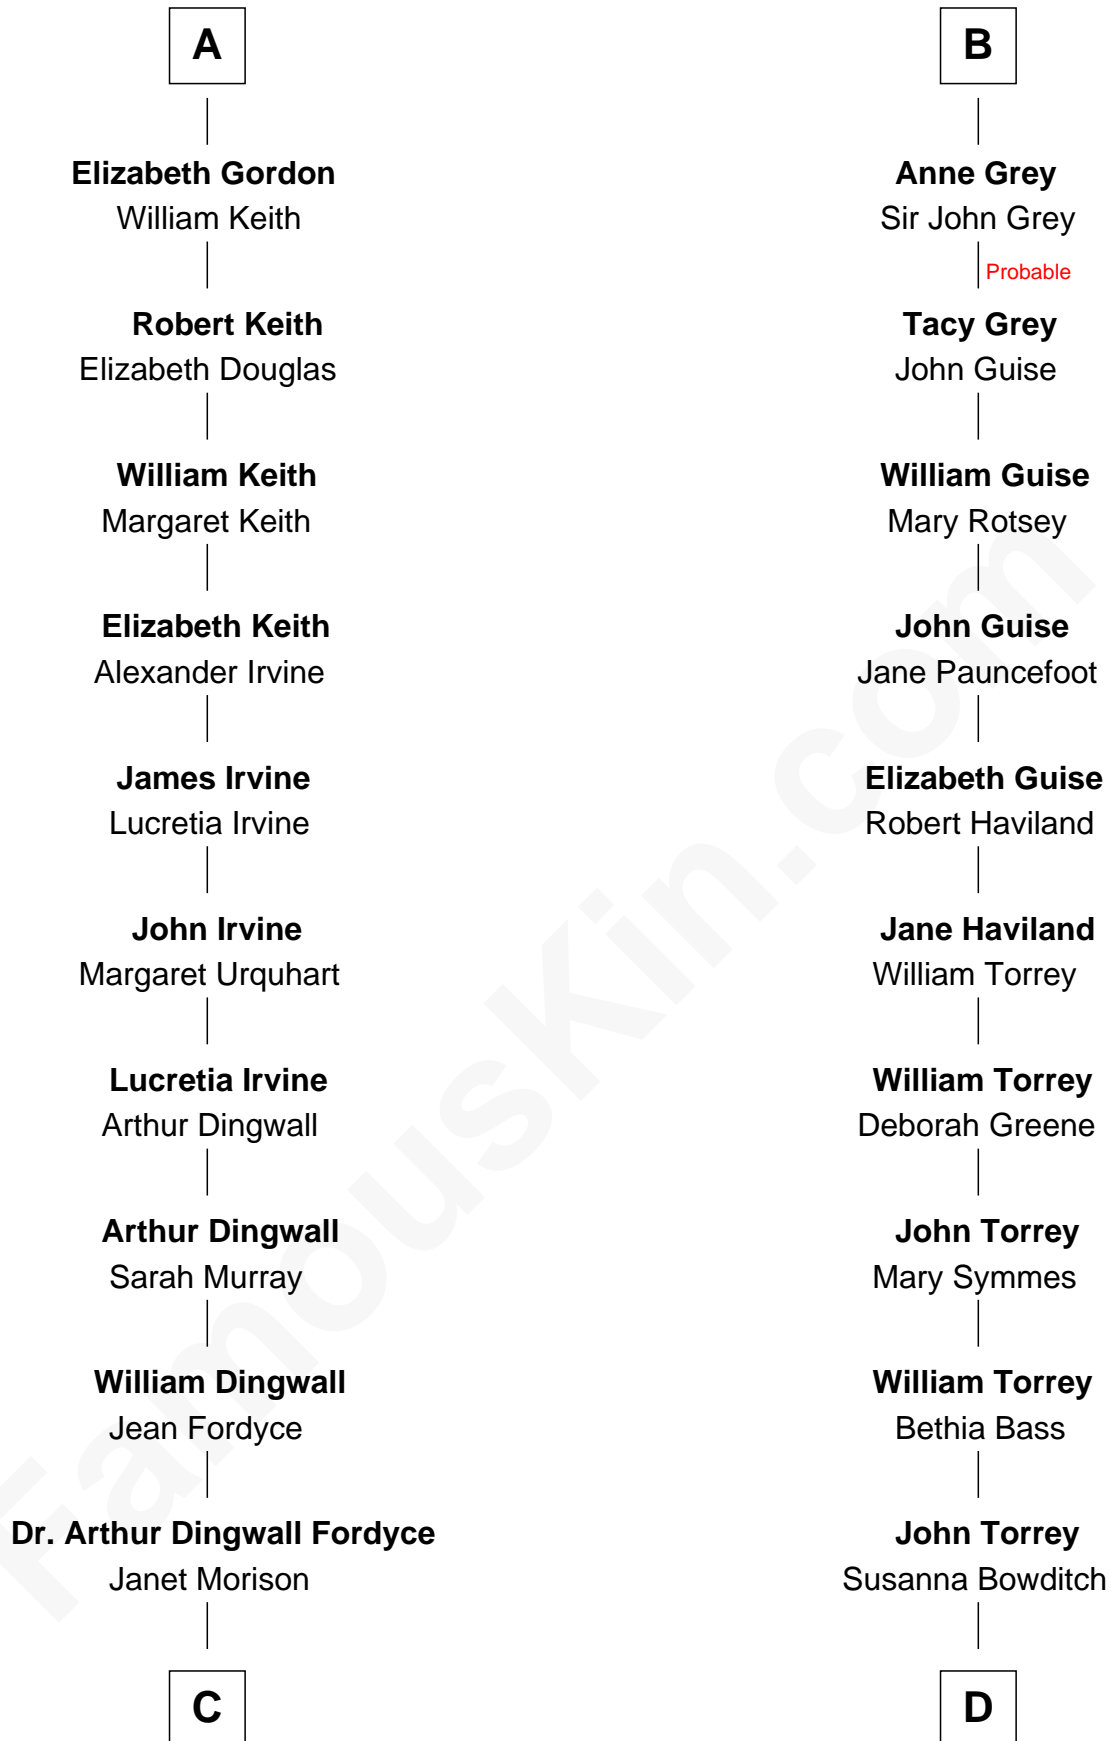 A
Elizabeth Gordon
William Keith
Robert Keith
Elizabeth Douglas
William Keith
Margaret Keith
Elizabeth Keith
Alexander Irvine
James Irvine
Lucretia Irvine
John Irvine
Margaret Urquhart
Lucretia Irvine
Arthur Dingwall
Arthur Dingwall
Sarah Murray
William Dingwall
Jean Fordyce
Dr. Arthur Dingwall Fordyce
Janet Morison
C
B
Anne Grey
Sir John Grey
Probable
Tacy Grey
John Guise
William Guise
Mary Rotsey
John Guise
Jane Pauncefoot
Elizabeth Guise
Robert Haviland
Jane Haviland
William Torrey
William Torrey
Deborah Greene
John Torrey
Mary Symmes
William Torrey
Bethia Bass
John Torrey
Susanna Bowditch
D
FamousKin.com